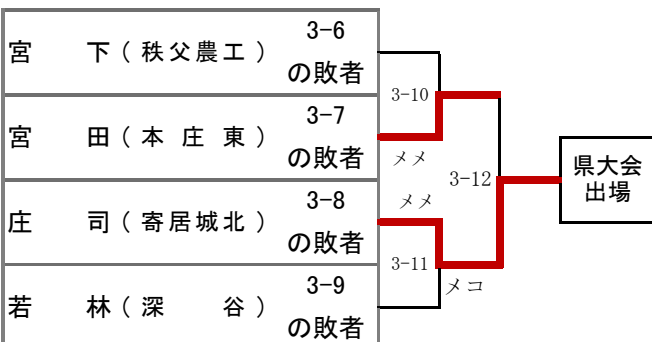 宮　下（秩父農工） 3-6
の敗者
宮　田（本庄東） 3-7
の敗者
庄　司（寄居城北） 3-8
の敗者
若　林（深　谷） 3-9
の敗者
3-10
メメ
メメ
3-11
メコ
3-12
県大会
出場